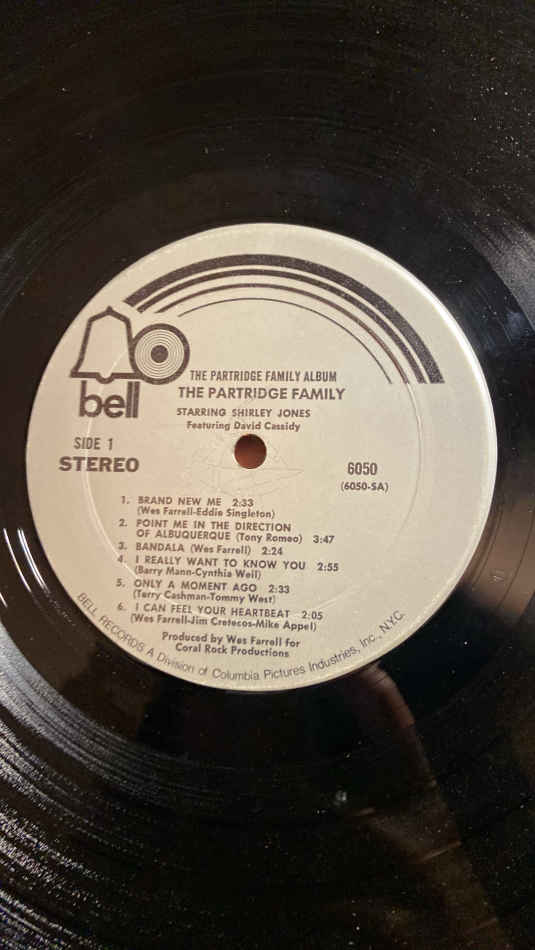 bell
THE PARTRIDGE FAMILY ALBUM
THE PARTRIDGE FAMILY
STARRING SHIRLEY JONES
Featuring David Cassidy
SIDE 1
STEREO
6050
(6050-SA)
1. BRAND NEW ME 2:33
(Wes Farrell-Eddie Singleton)
2. POINT ME IN THE DIRECTION
OF ALBUQUERQUE (Tony Romeo) 3:47
3. BANDALA (Wes Farrell) 2:24
4. I REALLY WANT TO KNOW YOU 2:55
(Barry Mann-Cynthia Weil)
5. ONLY A MOMENT AGO 2:33
(Terry Cashman-Tommy West)
6. I CAN FEEL YOUR HEARTBEAT 2:05
(Wes Farrell-Jim Cretecos-Mike Appel)
Produced by Wes Farrell for
Coral Rock Productions
BELL RECORDS A Division of Columbia Pictures Industries, Inc., N.Y.C.